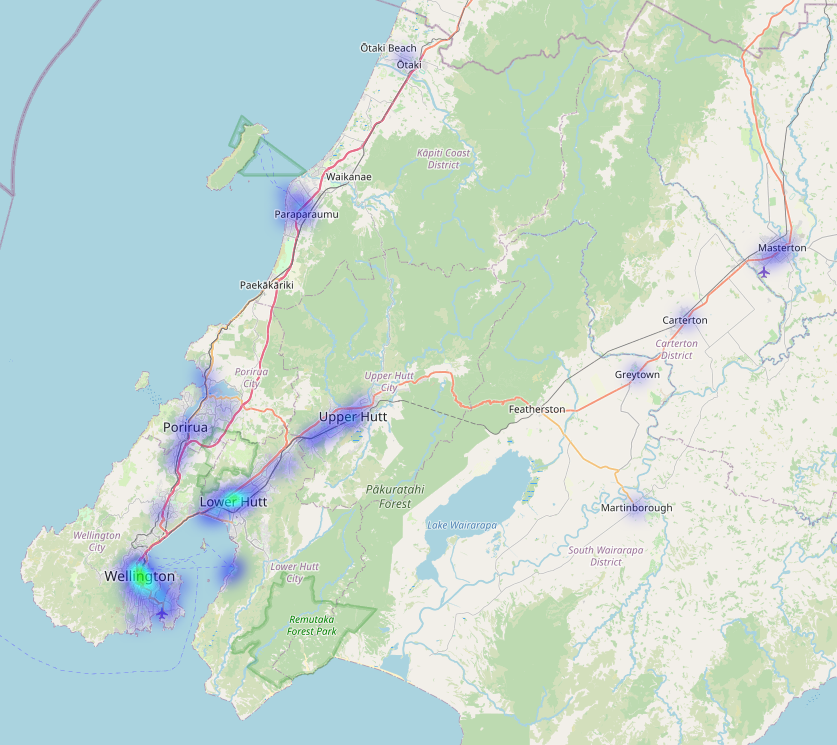 Ōtaki Beach
Ōtaki
Kāpiti Coast
District
Waikanae
Paraparaumu
Masterton
Paekākāriki
Carterton
Carterton
District
Porirua
City
Upper Hutt
City
Greytown
Upper Hutt
Featherston
Porirua
Pākuratahi
Forest
Lower Hutt
Martinborough
Lake Wairarapa
Wellington
City
South Wairarapa
District
Lower Hutt
City
Wellington
Remutaka
Forest Park